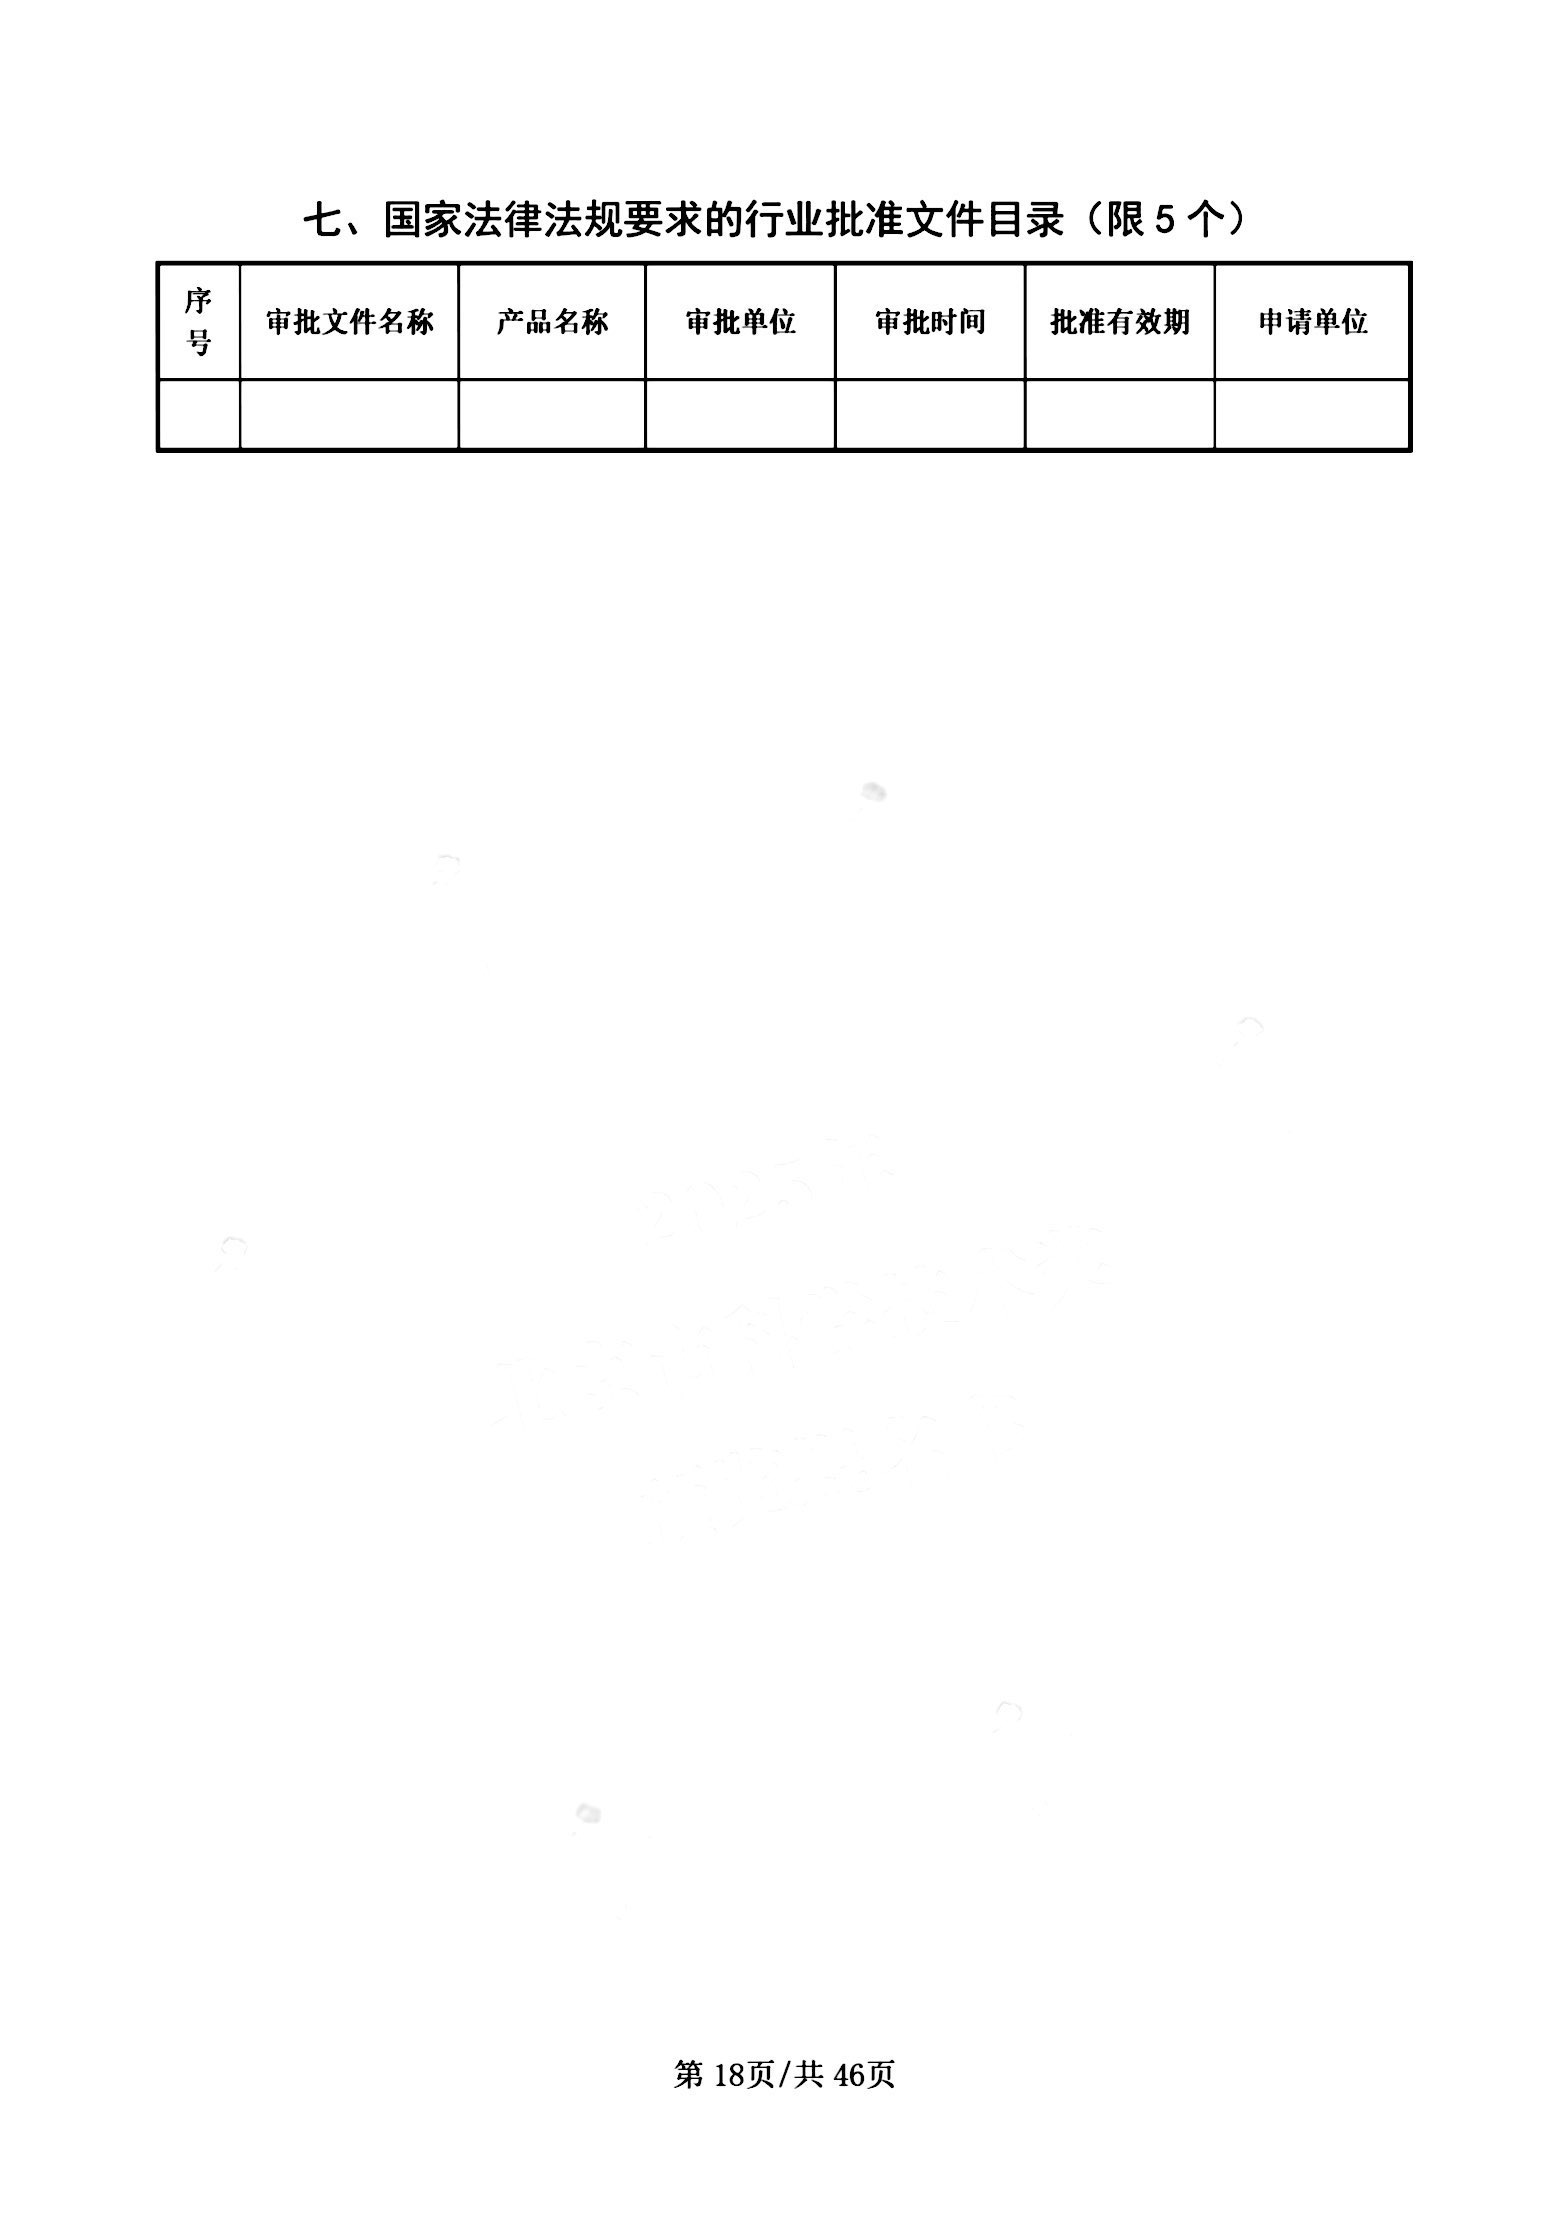 七、国家法律法规要求的行业批准文件目录（限5个）
序号 审批文件名称 产品名称 审批单位 审批时间 批准有效期 申请单位
第 18页/共 46页